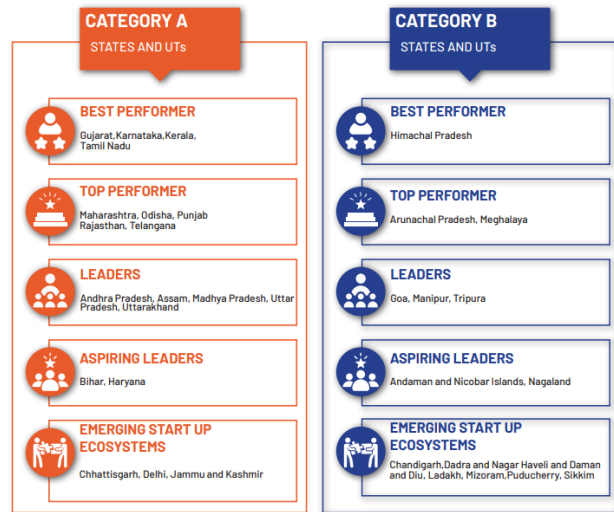 CATEGORY A
STATES AND UTs
BEST PERFORMER
Gujarat,Karnataka,Kerala,
Tamil Nadu
TOP PERFORMER
Maharashtra, Odisha, Punjab
Rajasthan, Telangana
LEADERS
Andhra Pradesh, Assam, Madhya Pradesh, Uttar
Pradesh, Uttarakhand
ASPIRING LEADERS
Bihar, Haryana
EMERGING START UP
ECOSYSTEMS
Chhattisgarh, Delhi, Jammu and Kashmir
CATEGORY B
STATES AND UTs
BEST PERFORMER
Himachal Pradesh
TOP PERFORMER
Arunachal Pradesh, Meghalaya
LEADERS
Goa, Manipur, Tripura
ASPIRING LEADERS
Andaman and Nicobar Islands, Nagaland
EMERGING START UP
ECOSYSTEMS
Chandigarh,Dadra and Nagar Haveli and Daman
and Diu, Ladakh, Mizoram,Puducherry, Sikkim